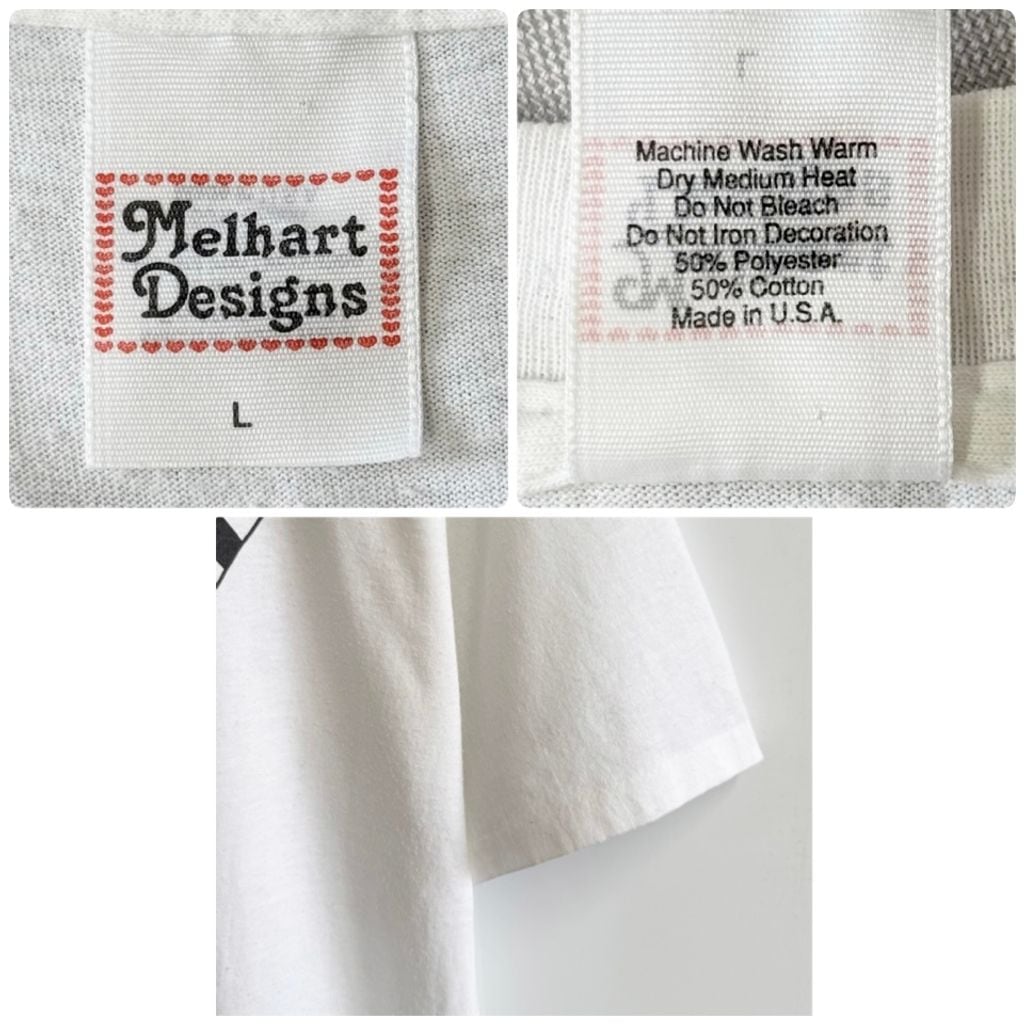 Melhart
Designs
L
Machine Wash Warm
Dry Medium Heat
Do Not Bleach
Do Not Iron Decoration
50% Polyester
50% Cotton
Made in U.S.A.